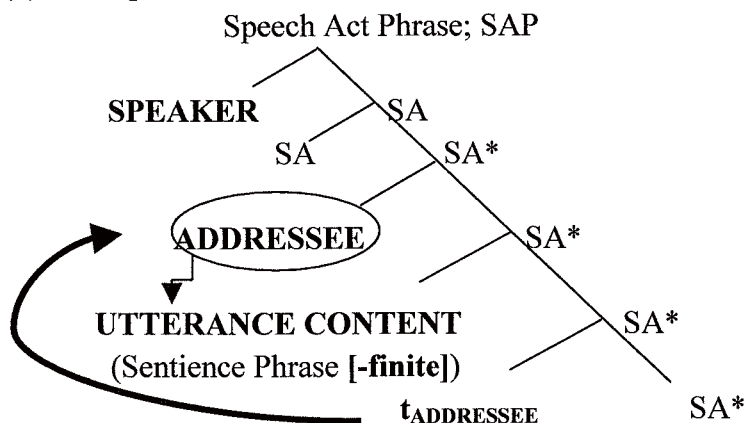 Speech Act Phrase; SAP
SPEAKER
SA
SA
SA*
ADDRESSEE
SA*
UTTERANCE CONTENT
SA*
(Sentience Phrase [-finite])
tADDRESSEE
SA*